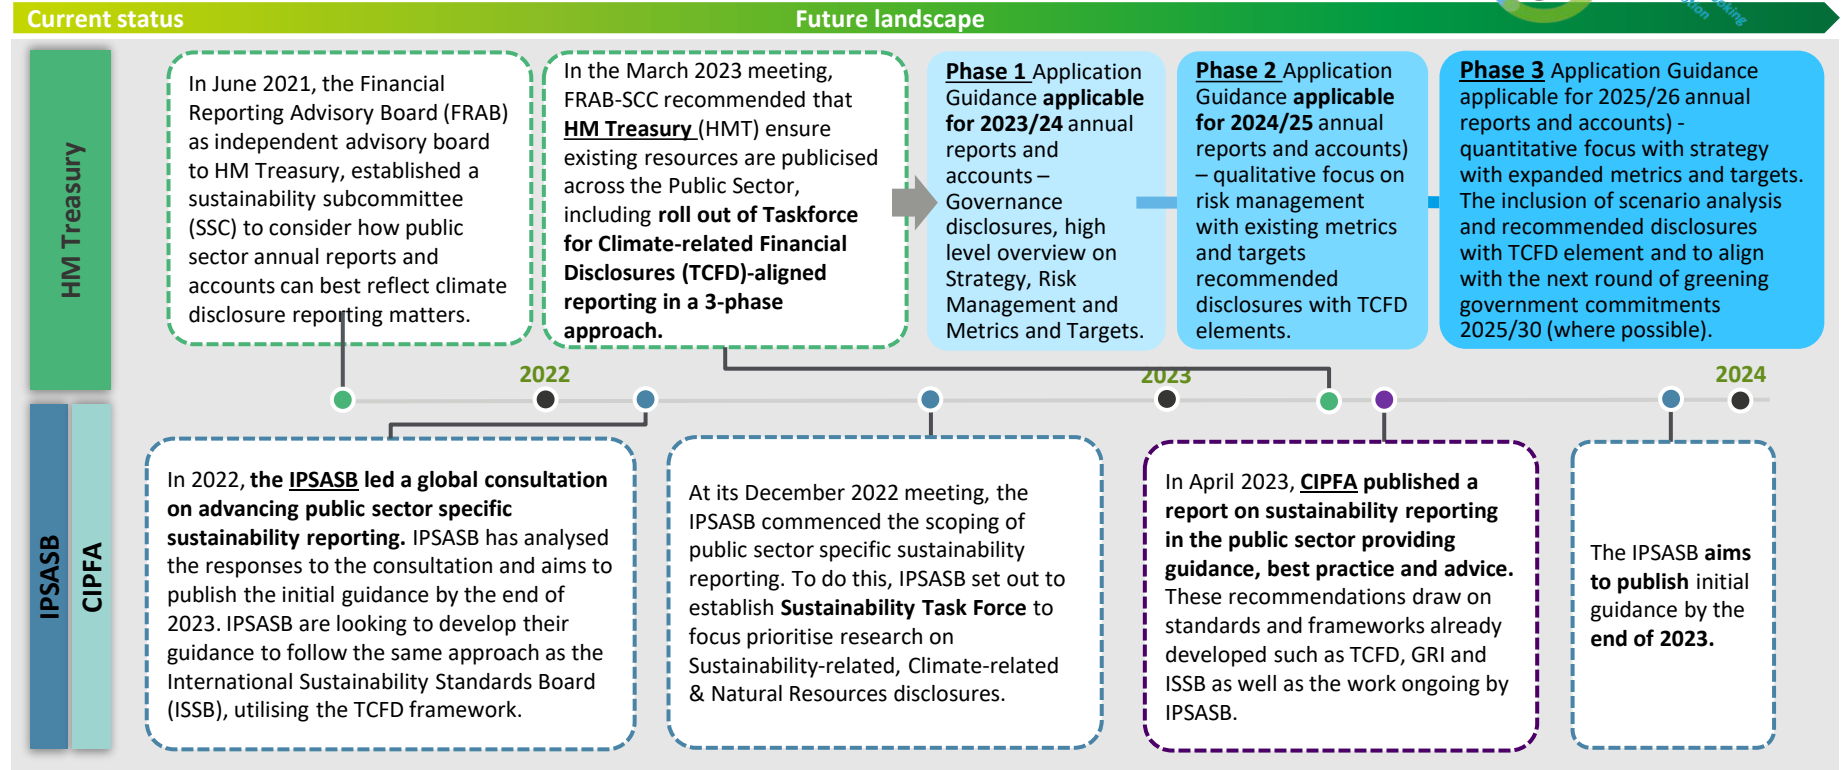 Current status
Future landscape
HM Treasury
In June 2021, the Financial
Reporting Advisory Board (FRAB)
as independent advisory board
to HM Treasury, established a
sustainability subcommittee
(SSC) to consider how public
sector annual reports and
accounts can best reflect climate
disclosure reporting matters.
In the March 2023 meeting,
FRAB-SCC recommended that
HM Treasury (HMT) ensure
existing resources are publicised
across the Public Sector,
including roll out of Taskforce
for Climate-related Financial
Disclosures (TCFD)-aligned
reporting in a 3-phase
approach.
Phase 1 Application
Guidance applicable
for 2023/24 annual
reports and
accounts –
Governance
disclosures, high
level overview on
Strategy, Risk
Management and
Metrics and Targets.
Phase 2 Application
Guidance applicable
for 2024/25 annual
reports and accounts)
– qualitative focus on
risk management
with existing metrics
and targets
recommended
disclosures with TCFD
elements.
Phase 3 Application Guidance
applicable for 2025/26 annual
reports and accounts) -
quantitative focus with strategy
with expanded metrics and targets.
The inclusion of scenario analysis
and recommended disclosures
with TCFD element and to align
with the next round of greening
government commitments
2025/30 (where possible).
2022
2023
2024
IPSASB
CIPFA
In 2022, the IPSASB led a global consultation
on advancing public sector specific
sustainability reporting. IPSASB has analysed
the responses to the consultation and aims to
publish the initial guidance by the end of
2023. IPSASB are looking to develop their
guidance to follow the same approach as the
International Sustainability Standards Board
(ISSB), utilising the TCFD framework.
At its December 2022 meeting, the
IPSASB commenced the scoping of
public sector specific sustainability
reporting. To do this, IPSASB set out to
establish Sustainability Task Force to
focus prioritise research on
Sustainability-related, Climate-related
& Natural Resources disclosures.
In April 2023, CIPFA published a
report on sustainability reporting
in the public sector providing
guidance, best practice and advice.
These recommendations draw on
standards and frameworks already
developed such as TCFD, GRI and
ISSB as well as the work ongoing by
IPSASB.
The IPSASB aims
to publish initial
guidance by the
end of 2023.